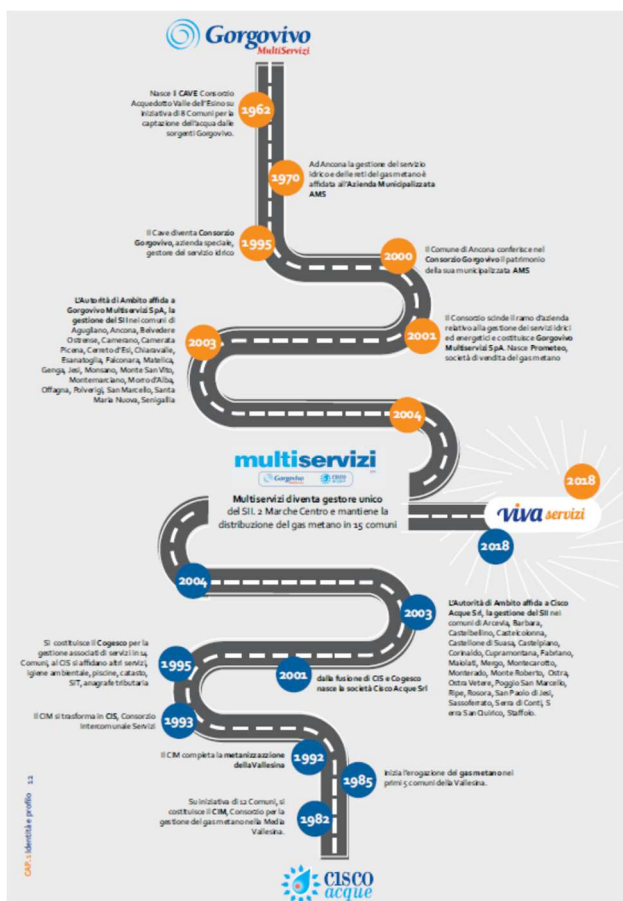 Gorgovivo
MultiServizi
Nasce il CAVE Consorzio
Acquedotto Valle dell'Esino su
iniziativa di 8 Comuni per la
captazione dell'acqua dalle
sorgenti Gorgovivo.
1962
1970
Ad Ancona la gestione del servizio
idrico e delle reti del gas metano è
affidata all'Azienda Municipalizzata
AMS
Il Cave diventa Consorzio
Gorgovivo, azienda speciale,
gestore del servizio idrico
1995
2000
Il Comune di Ancona conferisce nel
Consorzio Gorgovivo il patrimonio
della sua municipalizzata AMS
L'Autorità di Ambito affida a
Gorgovivo Multiservizi SpA, la
gestione del SII nei comuni di
Agugliano, Ancona, Belvedere
Ostrense, Camerano, Camerata
Picena, Cerreto d'Esi, Chiaravalle,
Esanatoglia, Falconara, Matelica,
Genga, Jesi, Monsano, Monte San Vito,
Montemarciano, Morro d'Alba,
Offagna, Polverigi, San Marcello, Santa
Maria Nuova, Senigallia
2003
2001
Il Consorzio scinde il ramo d'azienda
relativo alla gestione dei servizi idrici
ed energetici e costituisce Gorgovivo
Multiservizi SpA. Nasce Prometeo,
società di vendita del gas metano
2004
multiservizi
Gorgovivo
cisco
acque
Multiservizi diventa gestore unico
del SII. 2 Marche Centro e mantiene la
distribuzione del gas metano in 15 comuni
2018
viva servizi
2018
2004
2003
L'Autorità di Ambito affida a Cisco
Acque Srl, la gestione del SII nei
comuni di Arcevia, Barbara,
Castelbellino, Castelcolonna,
Castellone di Suasa, Castelplano,
Corinaldo, Cupramontana, Fabriano,
Maiolati, Mergo, Montecarotto,
Monterado, Monte Roberto, Ostra,
Ostra Vetere, Poggio San Marcello,
Ripe, Rosora, San Paolo di Jesi,
Sassoferrato, Serra di Conti, S
erra San Quirico, Staffolo.
Si costituisce il Cogesco per la
gestione associati di servizi in 14
Comuni, al CIS si affidano altri servizi,
igiene ambientale, piscine, catasto,
SIT, anagrafe tributaria
1995
2001
dalla fusione di CIS e Cogesco
nasce la società Cisco Acque Srl
Il CIM si trasforma in CIS, Consorzio
Intercomunale Servizi
1993
Il CIM completa la metanizzazione
della Vallesina
1992
1985
Inizia l'erogazione del gas metano nei
primi 5 comuni della Vallesina.
Su iniziativa di 12 Comuni, si
costituisce il CIM, Consorzio per la
gestione del gas metano nella Media
Vallesina.
1982
CISCO
acque
CAP.1 Identità e profilo 12